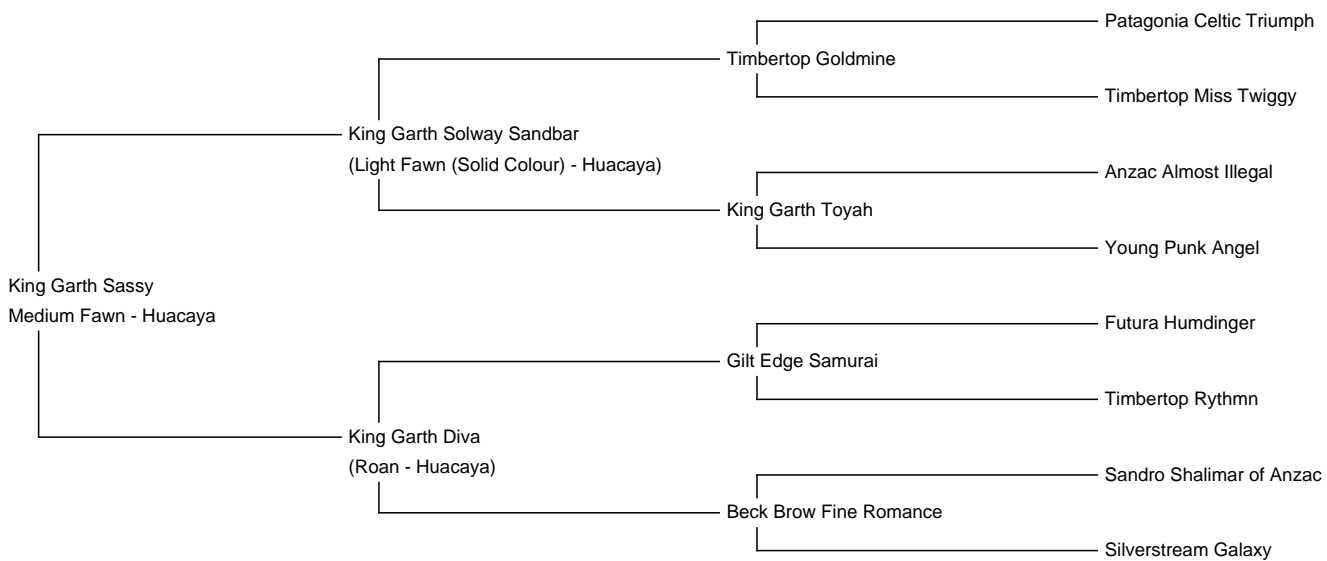 Patagonia Celtic Triumph
Timbertop Goldmine
Timbertop Miss Twiggy
King Garth Solway Sandbar
(Light Fawn (Solid Colour) - Huacaya)
Anzac Almost Illegal
King Garth Toyah
Young Punk Angel
King Garth Sassy
Medium Fawn - Huacaya
Futura Humdinger
Gilt Edge Samurai
Timbertop Rythmn
King Garth Diva
(Roan - Huacaya)
Sandro Shalimar of Anzac
Beck Brow Fine Romance
Silverstream Galaxy